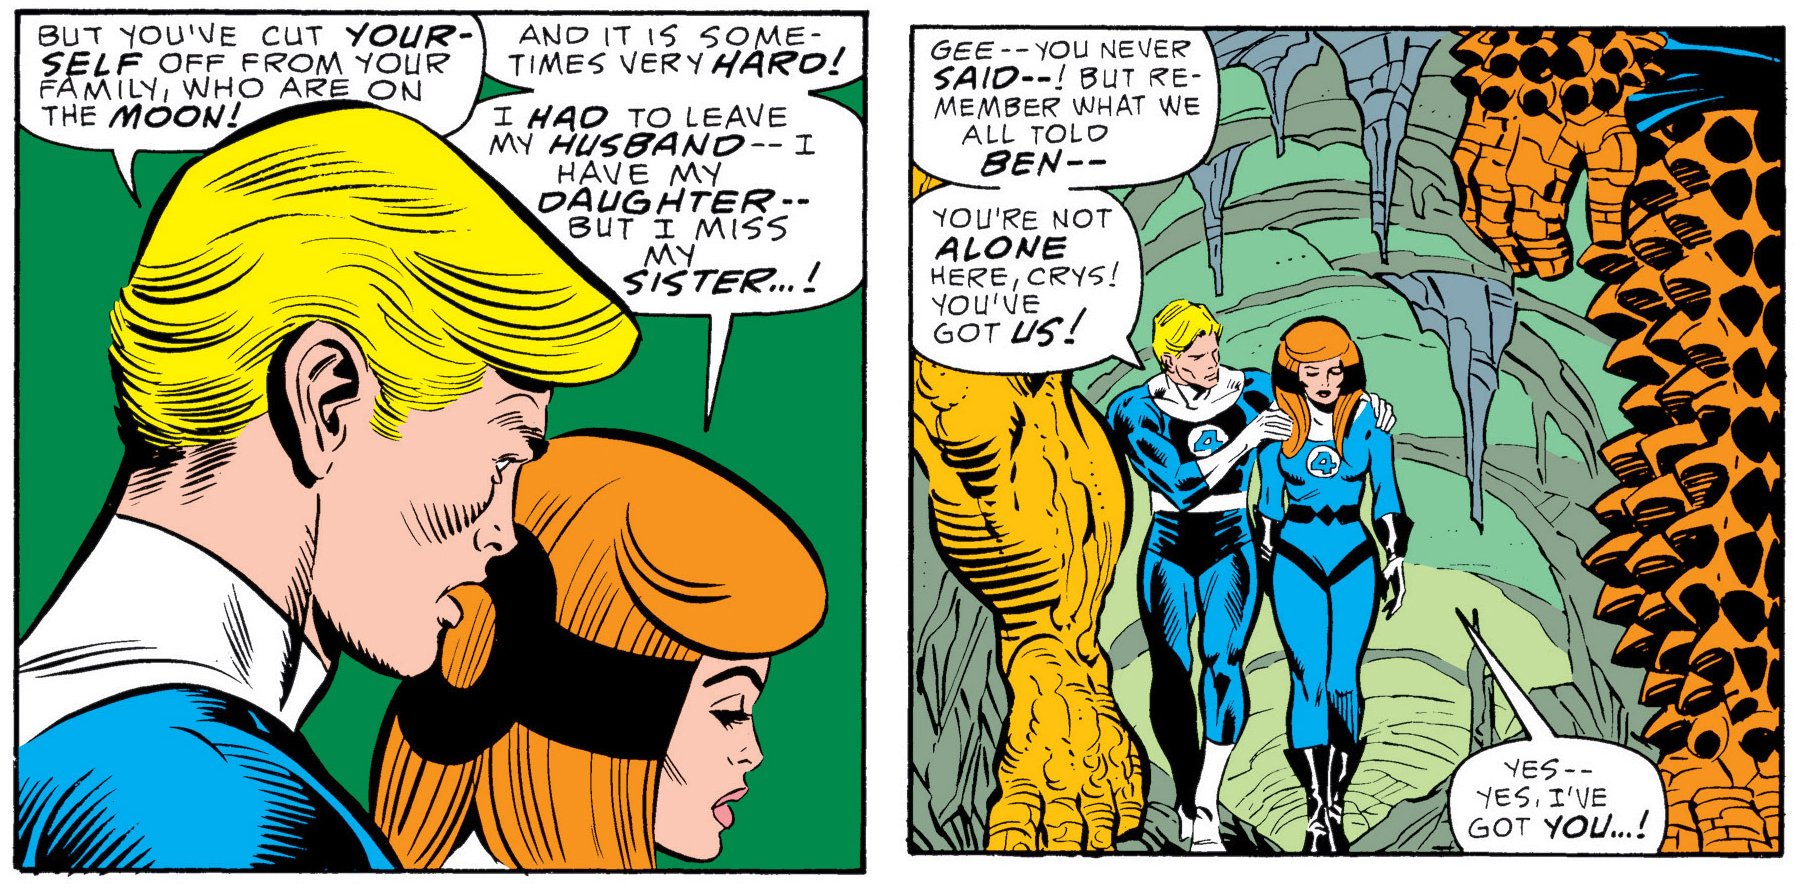 BUT YOU'VE CUT YOUR-
SELF OFF FROM YOUR
FAMILY, WHO ARE ON
THE MOON!
AND IT IS SOME-
TIMES VERY HARD!
I HAD TO LEAVE
MY HUSBAND-- I
HAVE MY
DAUGHTER--
BUT I MISS
MY
SISTER...!
GEE--YOU NEVER
SAID--! BUT RE-
MEMBER WHAT WE
ALL TOLD
BEN--
YOU'RE NOT
ALONE
HERE, CRYS!
YOU'VE
GOT US!
4
4
YES--
YES, I'VE
GOT YOU...!